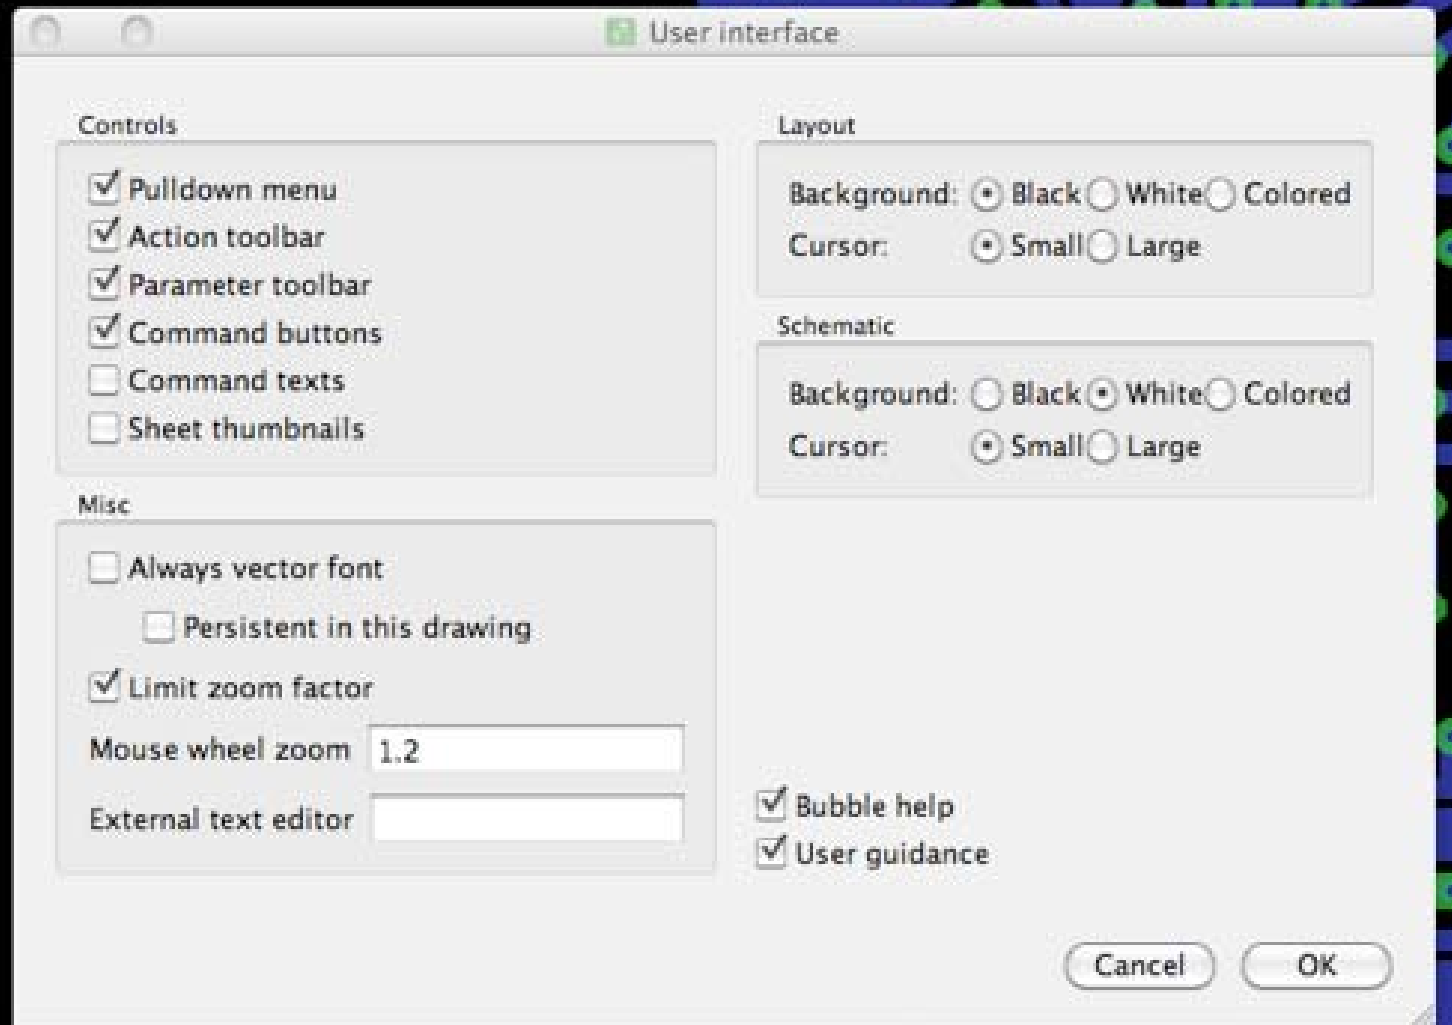 User interface
Controls
Pulldown menu
Action toolbar
Parameter toolbar
Command buttons
Command texts
Sheet thumbnails
Misc
Always vector font
Persistent in this drawing
Limit zoom factor
Mouse wheel zoom 1.2
External text editor
Layout
Background: Black White Colored
Cursor: Small Large
Schematic
Background: Black White Colored
Cursor: Small Large
Bubble help
User guidance
Cancel OK